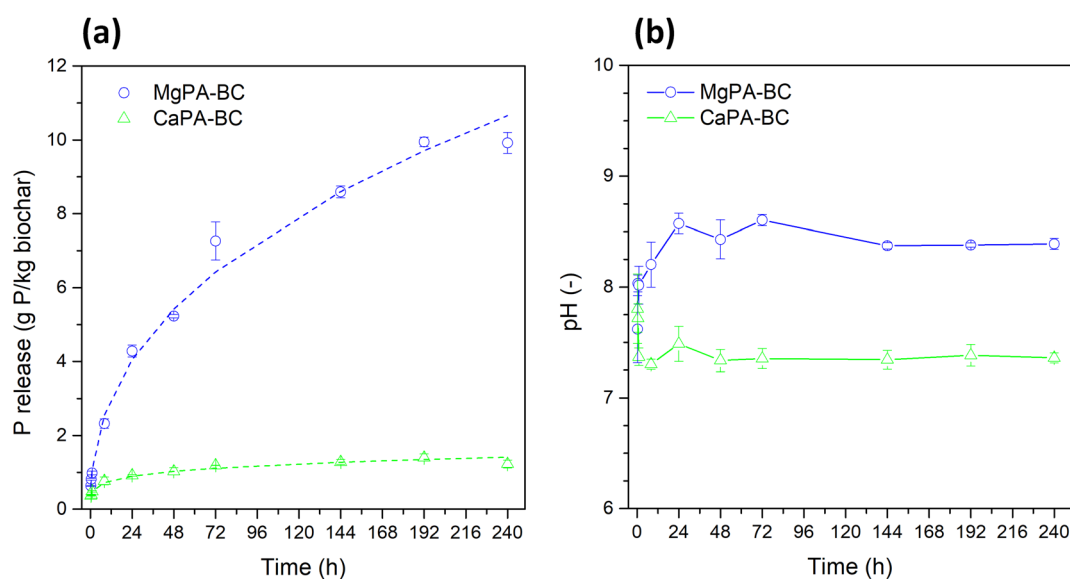 (a)
12
10
8
6
4
2
0
P release (g P/kg biochar)
MgPA-BC
CaPA-BC
0 24 48 72 96 120 144 168 192 216 240
Time (h)
(b)
10
9
8
7
6
pH (-)
MgPA-BC
CaPA-BC
0 24 48 72 96 120 144 168 192 216 240
Time (h)